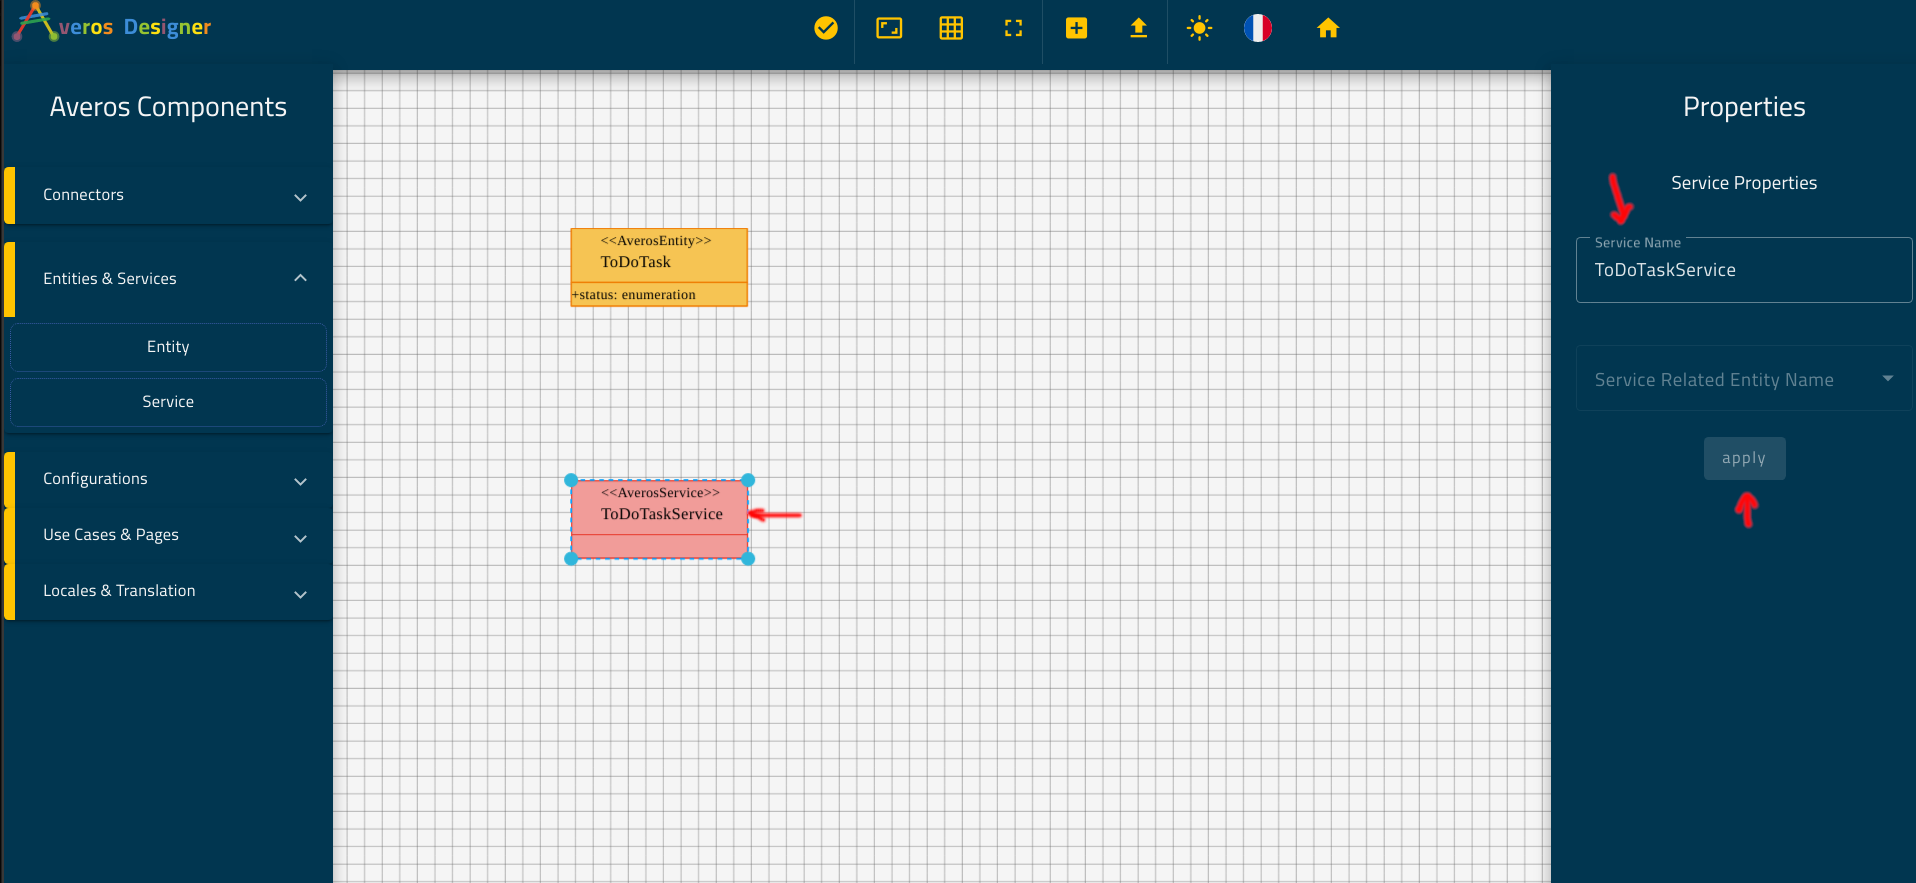 Averos Designer
Averos Components
Connectors
Entities & Services
Entity
Service
Configurations
Use Cases & Pages
Locales & Translation
<<AverosEntity>>
ToDoTask
+status: enumeration
<<AverosService>>
ToDoTaskService
Properties
Service Properties
Service Name
ToDoTaskService
Service Related Entity Name
apply